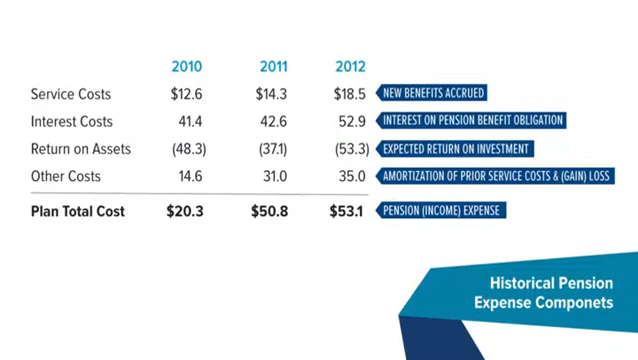 2010 2011 2012
Service Costs $12.6 $14.3 $18.5 NEW BENEFITS ACCRUED
Interest Costs 41.4 42.6 52.9 INTEREST ON PENSION BENEFIT OBLIGATION
Return on Assets (48.3) (37.1) (53.3) EXPECTED RETURN ON INVESTMENT
Other Costs 14.6 31.0 35.0 AMORTIZATION OF PRIOR SERVICE COSTS & (GAIN) LOSS
Plan Total Cost $20.3 $50.8 $53.1 PENSION (INCOME) EXPENSE
Historical Pension
Expense Componets